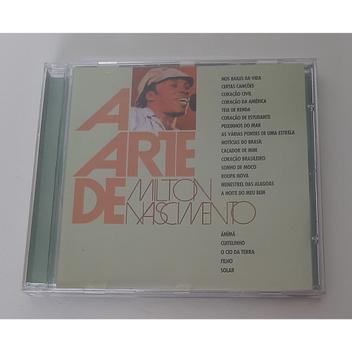 A
ARTE
DE
MILTON
NASCIMENTO
NOS BAILES DA VIDA
CERTAS CANÇÕES
CORAÇÃO CIVIL
CORAÇÃO DA AMÉRICA
TEIA DE RENDA
CORAÇÃO DE ESTUDANTE
PEIXINHOS DO MAR
AS VÁRIAS PONTAS DE UMA ESTRELA
NOTÍCIAS DO BRASIL
CAÇADOR DE MIM
CORAÇÃO BRASILEIRO
SONHO DE MOÇO
ROUPA NOVA
MENESTREL DAS ALAGOAS
A NOITE DO MEU BEM
ÂNIMA
CUITELINHO
O CIO DA TERRA
FILHO
SOLAR